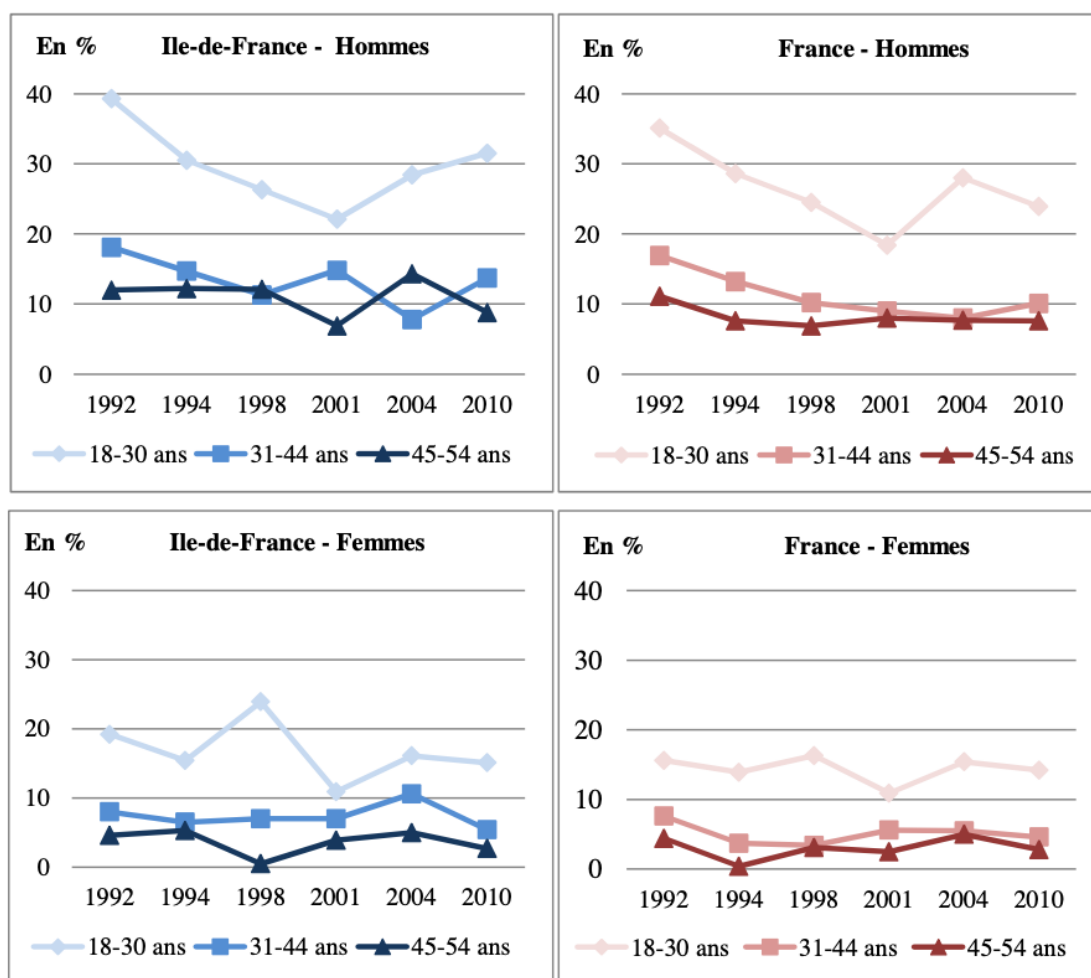 En % Ile-de-France - Hommes
40
30
20
10
0
1992 1994 1998 2001 2004 2010
18-30 ans 31-44 ans 45-54 ans
En % France - Hommes
40
30
20
10
0
1992 1994 1998 2001 2004 2010
18-30 ans 31-44 ans 45-54 ans
En % Ile-de-France - Femmes
40
30
20
10
0
1992 1994 1998 2001 2004 2010
18-30 ans 31-44 ans 45-54 ans
En % France - Femmes
40
30
20
10
0
1992 1994 1998 2001 2004 2010
18-30 ans 31-44 ans 45-54 ans